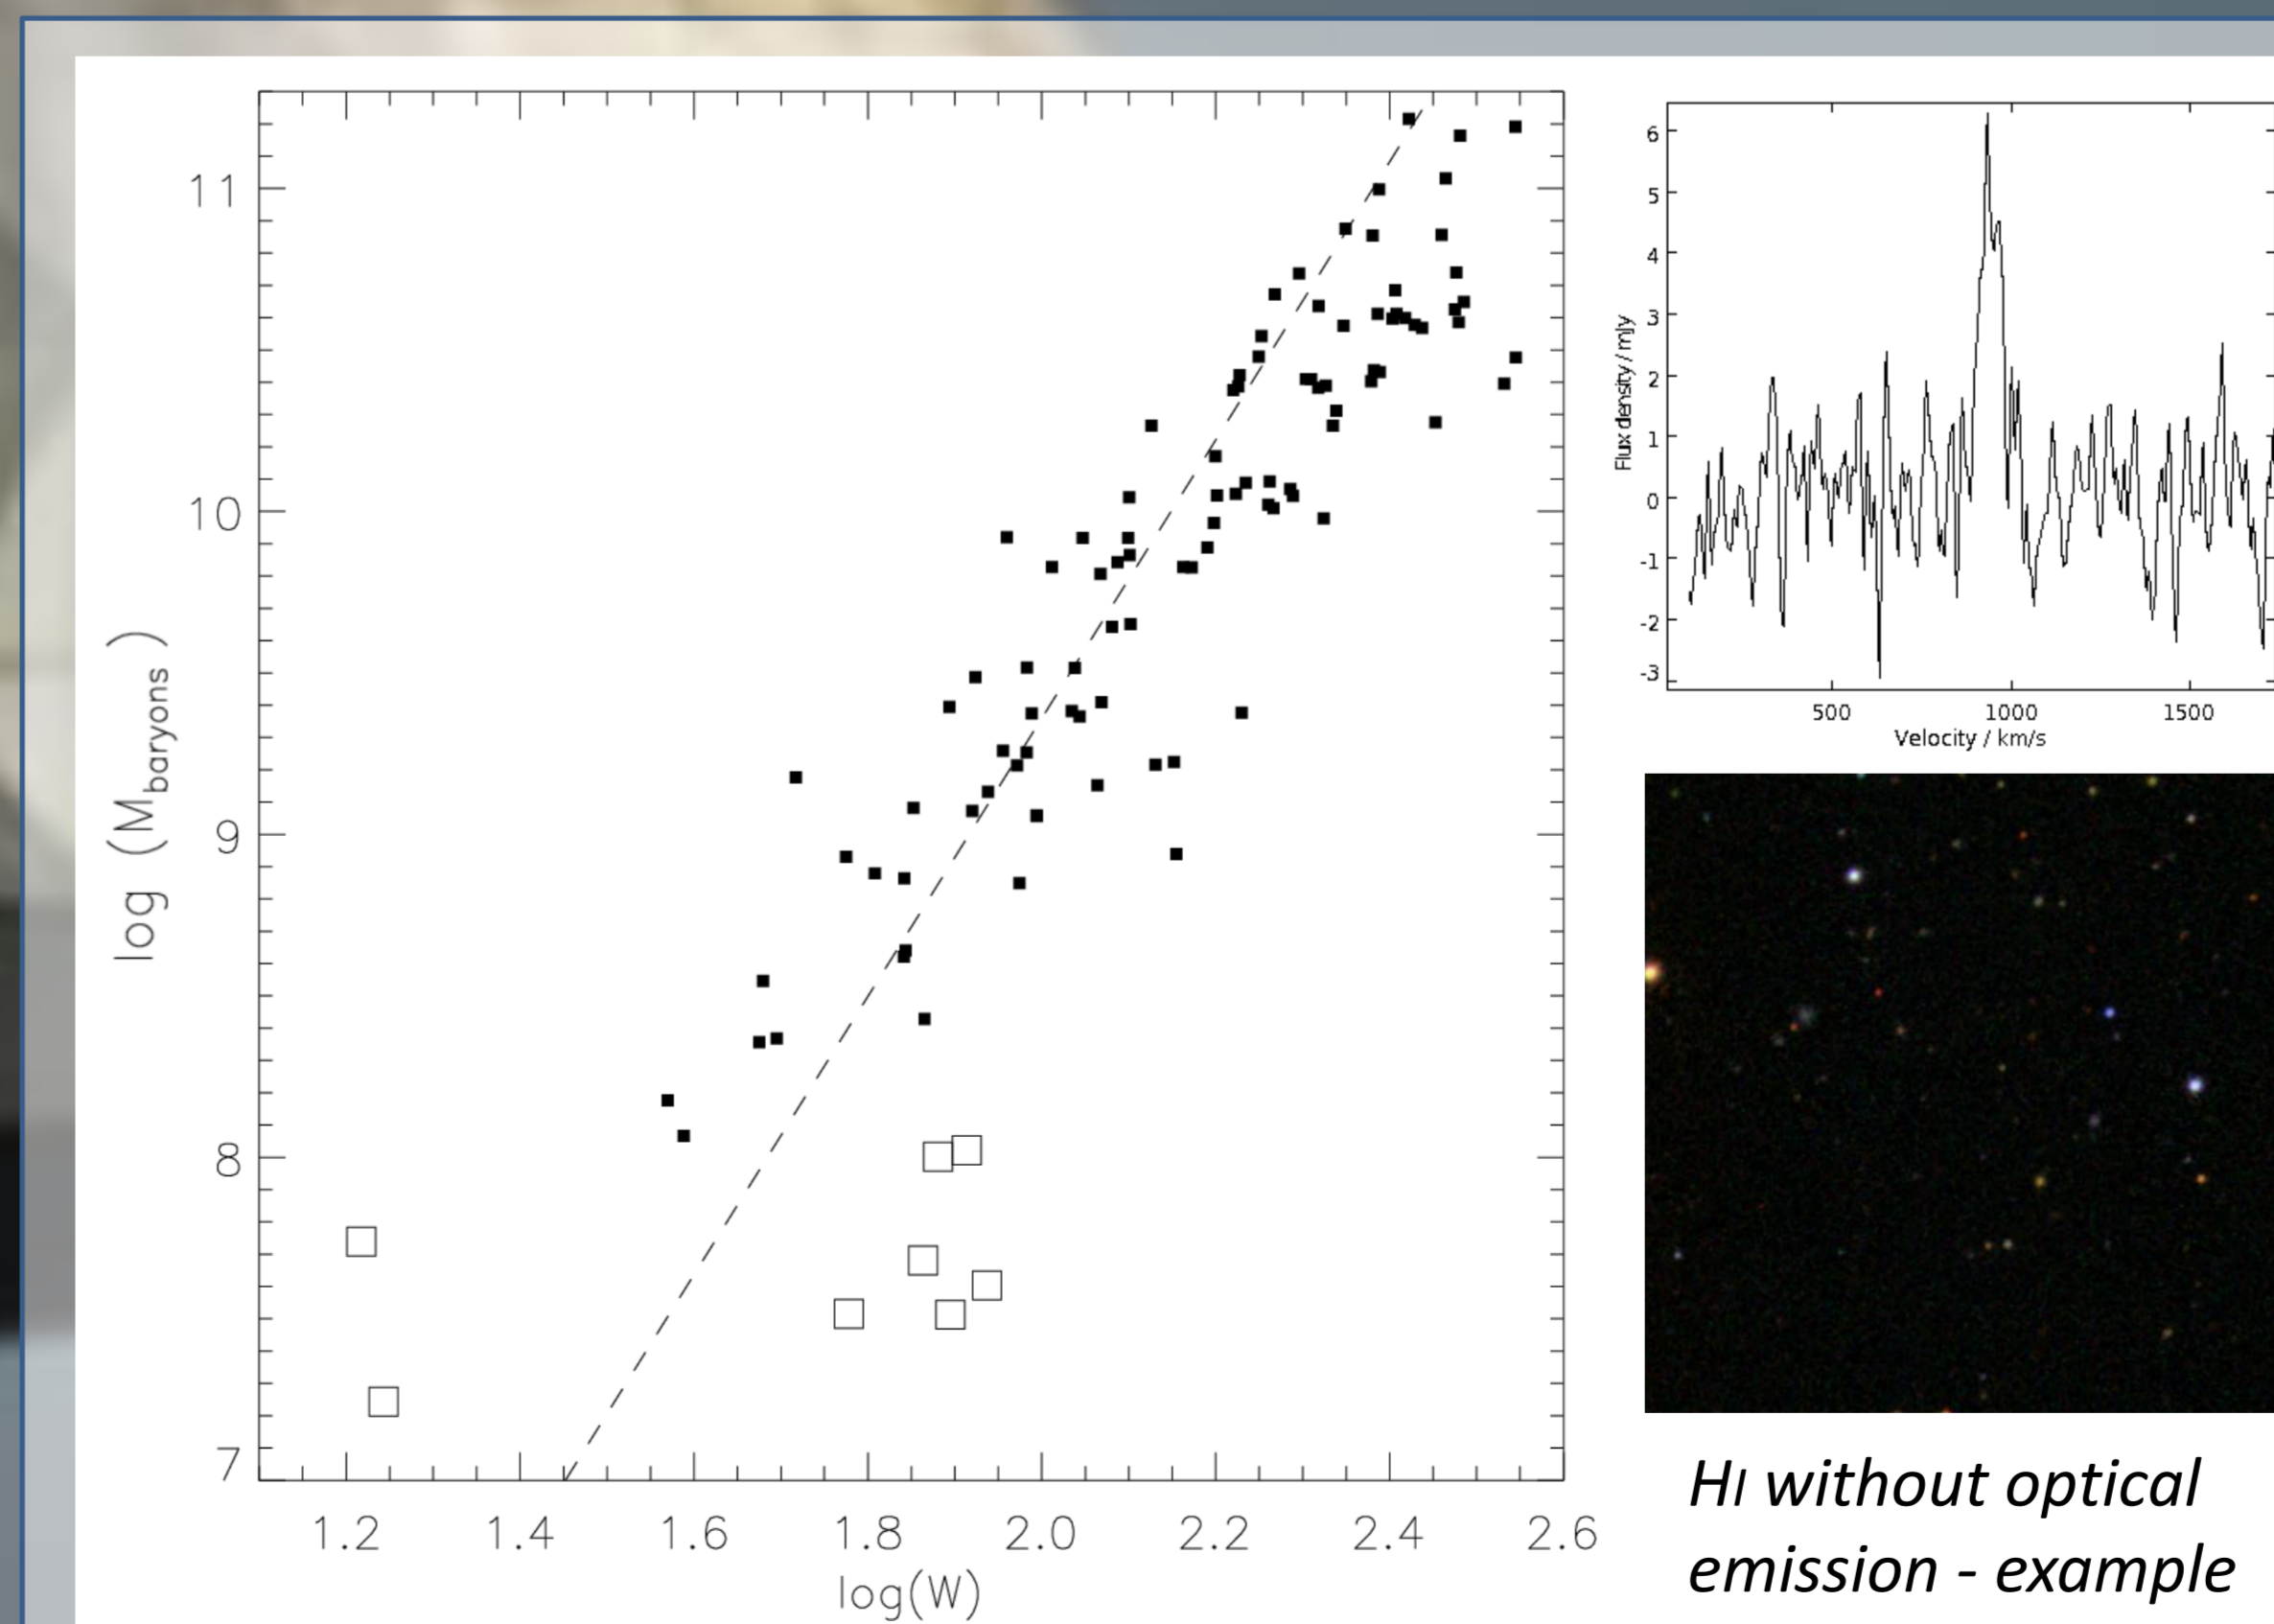 11
10
9
8
7
log (Mbaryons)
1.2 1.4 1.6 1.8 2.0 2.2 2.4 2.6
log(W)
6
5
4
3
2
1
0
-1
-2
-3
Flux density / mJy
500 1000 1500
Velocity / km/s
HI without optical
emission - example